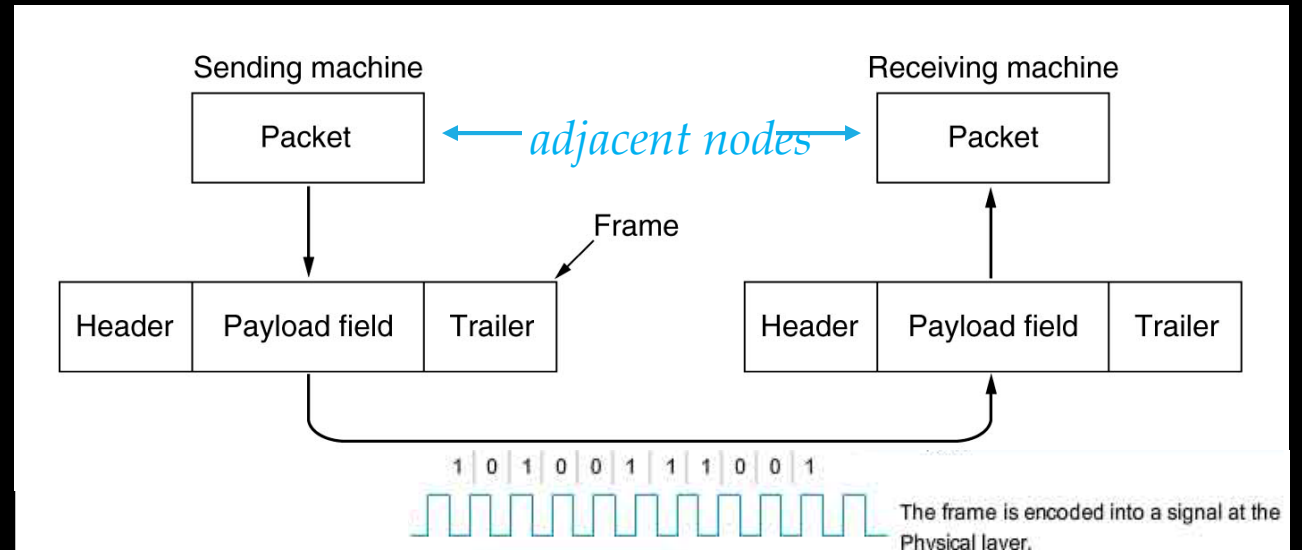 Sending machine
Receiving machine
Packet
adjacent nodes
Packet
Frame
Header
Payload field
Trailer
Header
Payload field
Trailer
1 0 1 0 0 1 1 1 0 0 1
The frame is encoded into a signal at the
Physical layer.